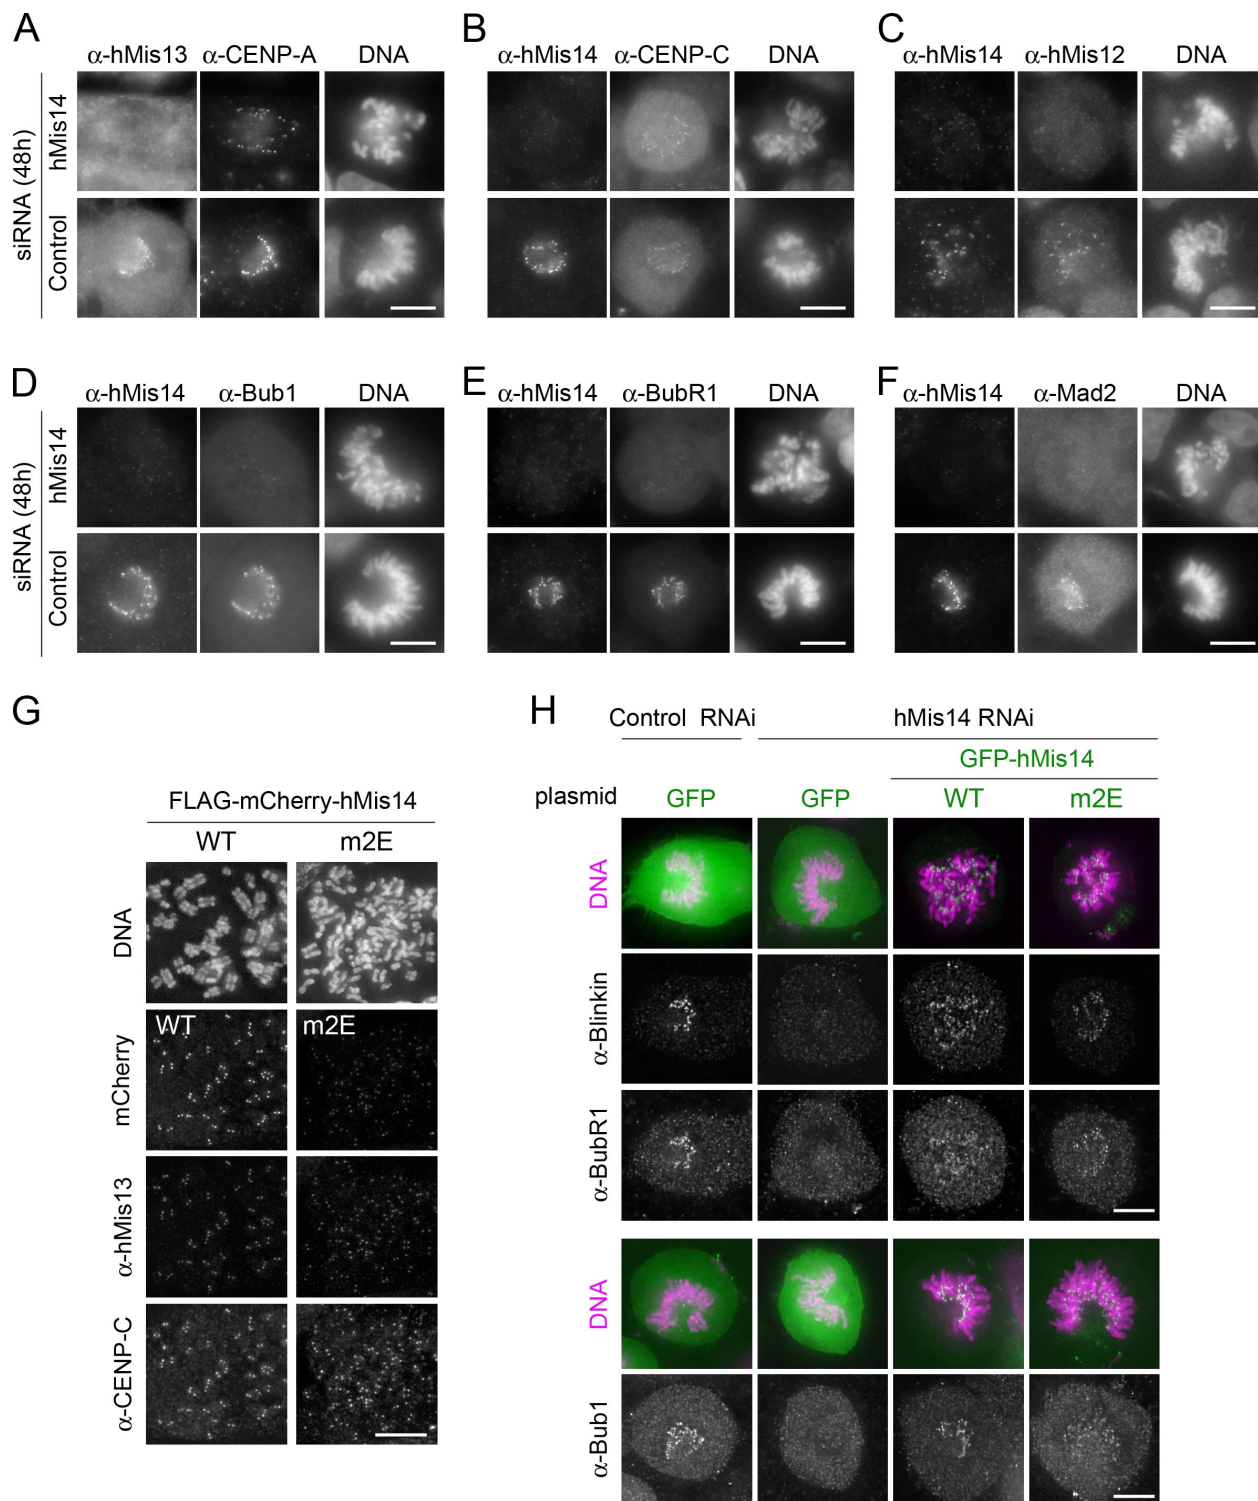 A
α-hMis13 α-CENP-A DNA
siRNA (48h)
hMis14
Control
B
α-hMis14 α-CENP-C DNA
C
α-hMis14 α-hMis12 DNA
D
α-hMis14 α-Bub1 DNA
siRNA (48h)
hMis14
Control
E
α-hMis14 α-BubR1 DNA
F
α-hMis14 α-Mad2 DNA
G
FLAG-mCherry-hMis14
WT m2E
DNA
mCherry
WT m2E
α-hMis13
α-CENP-C
H
Control RNAi hMis14 RNAi
GFP-hMis14
plasmid GFP GFP WT m2E
DNA
α-Blinkin
α-BubR1
DNA
α-Bub1